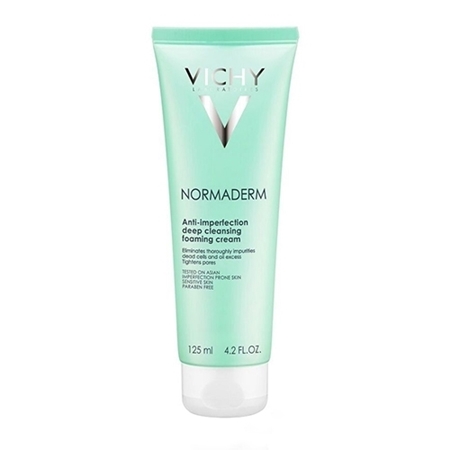 VICHY
LABORATOIRES
NORMADERM
Anti-imperfection
deep cleansing
foaming cream
Eliminates thoroughly impurities
dead cells and oil excess
Tightens pores
TESTED ON ASIAN
IMPERFECTION PRONE SKIN
SENSITIVE SKIN
PARABEN FREE
125 ml 4.2 FL.OZ.